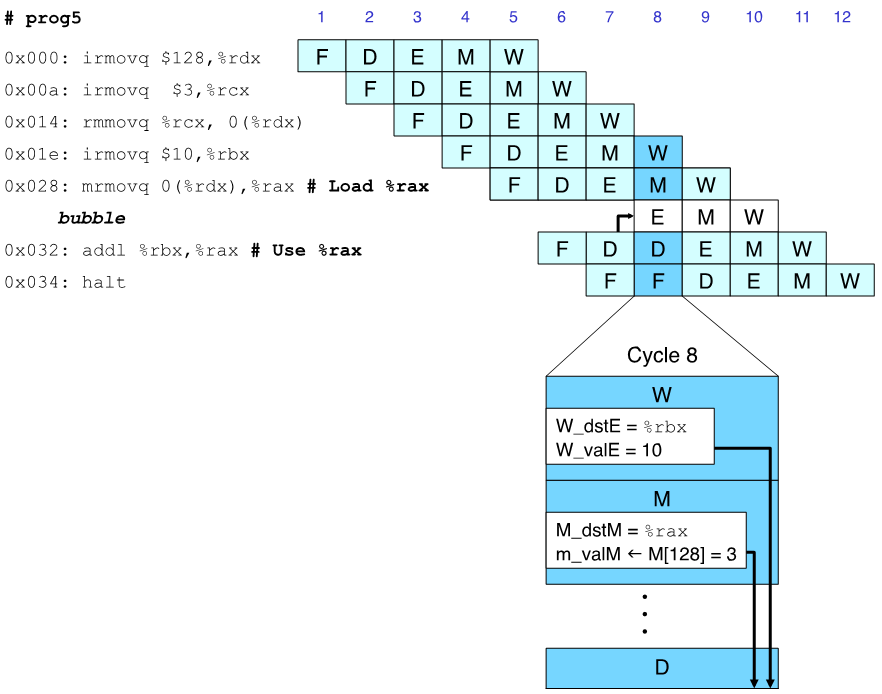 # prog5 1 2 3 4 5 6 7 8 9 10 11 12
0x000: irmovq $128,%rdx F D E M W
0x00a: irmovq  $3,%rcx F D E M W
0x014: rmmovq %rcx, 0(%rdx) F D E M W
0x01e: irmovq $10,%rbx F D E M W
0x028: mrmovq 0(%rdx),%rax # Load %rax F D E M W
bubble E M W
0x032: addl %rbx,%rax # Use %rax F D D E M W
0x034: halt F F D E M W
Cycle 8
W
W_dstE = %rbx
W_valE = 10
M
M_dstM = %rax
m_valM ← M[128] = 3
D